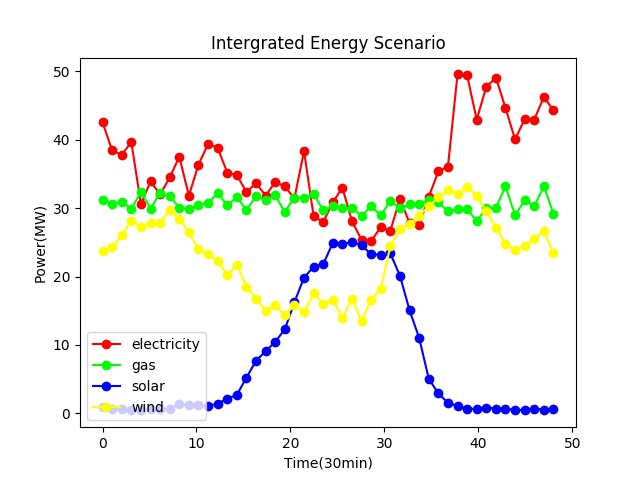 Intergrated Energy Scenario
Power(MW)
50
40
30
20
10
0
electricity
gas
solar
wind
0 10 20 30 40 50
Time(30min)